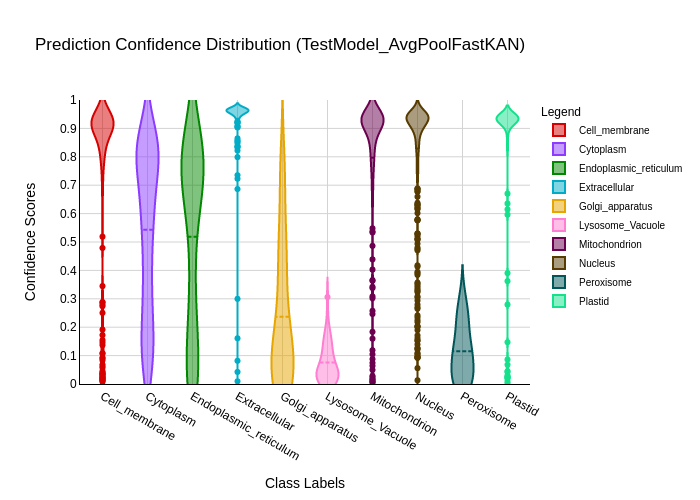 Prediction Confidence Distribution (TestModel_AvgPoolFastKAN)
Confidence Scores
1
0.9
0.8
0.7
0.6
0.5
0.4
0.3
0.2
0.1
0
Cell_membrane
Cytoplasm
Endoplasmic_reticulum
Extracellular
Golgi_apparatus
Lysosome_Vacuole
Mitochondrion
Nucleus
Peroxisome
Plastid
Class Labels
Legend
Cell_membrane
Cytoplasm
Endoplasmic_reticulum
Extracellular
Golgi_apparatus
Lysosome_Vacuole
Mitochondrion
Nucleus
Peroxisome
Plastid